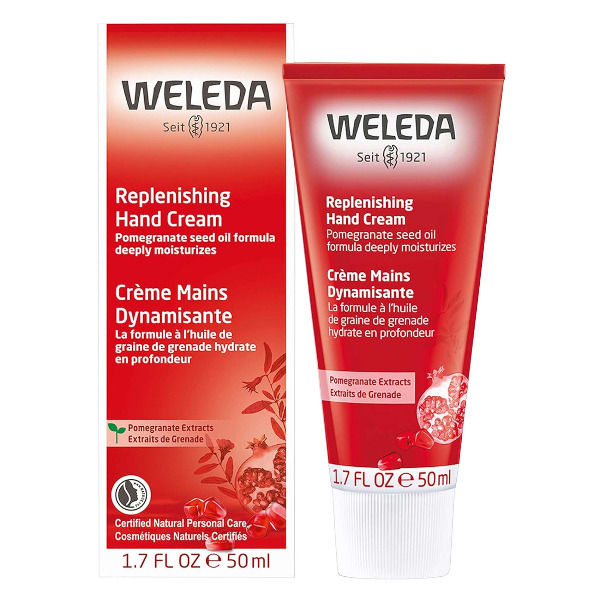 WELEDA
Seit 1921
Replenishing
Hand Cream
Pomegranate seed oil formula
deeply moisturizes
Crème Mains
Dynamisante
La formule à l'huile de
graine de grenade hydrate
en profondeur
Pomegranate Extracts
Extraits de Grenade
Certified Natural Personal Care
Cosmétiques Naturels Certifiés
1.7 FL OZ e 50 ml
WELEDA
Seit 1921
Replenishing
Hand Cream
Pomegranate seed oil
formula deeply moisturizes
Crème Mains
Dynamisante
La formule à l'huile
de graine de grenade
hydrate en profondeur
Pomegranate Extracts
Extraits de Grenade
1.7 FL OZ e 50 ml